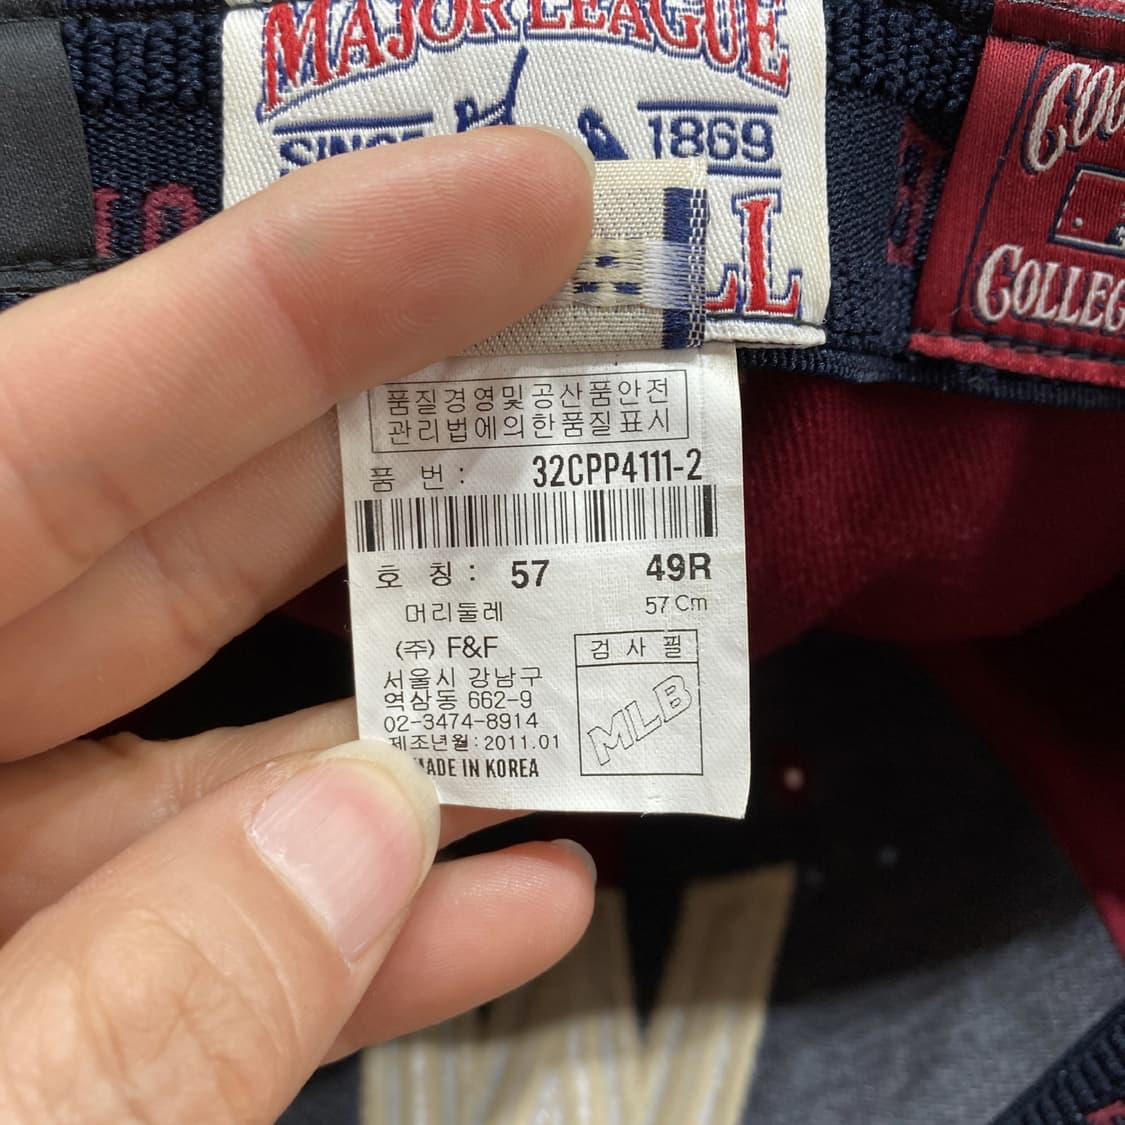 MAJOR LEAGUE
SINCE 1869
LL
COO
COLLEG
품질경영및공산품안전
관리법에의한품질표시
품 번 : 32CPP4111-2
호 칭 : 57 49R
머리둘레 57 Cm
(주) F&F
서울시 강남구
역삼동 662-9
02-3474-8914
제조년월 : 2011.01
MADE IN KOREA
검 사 필
MLB